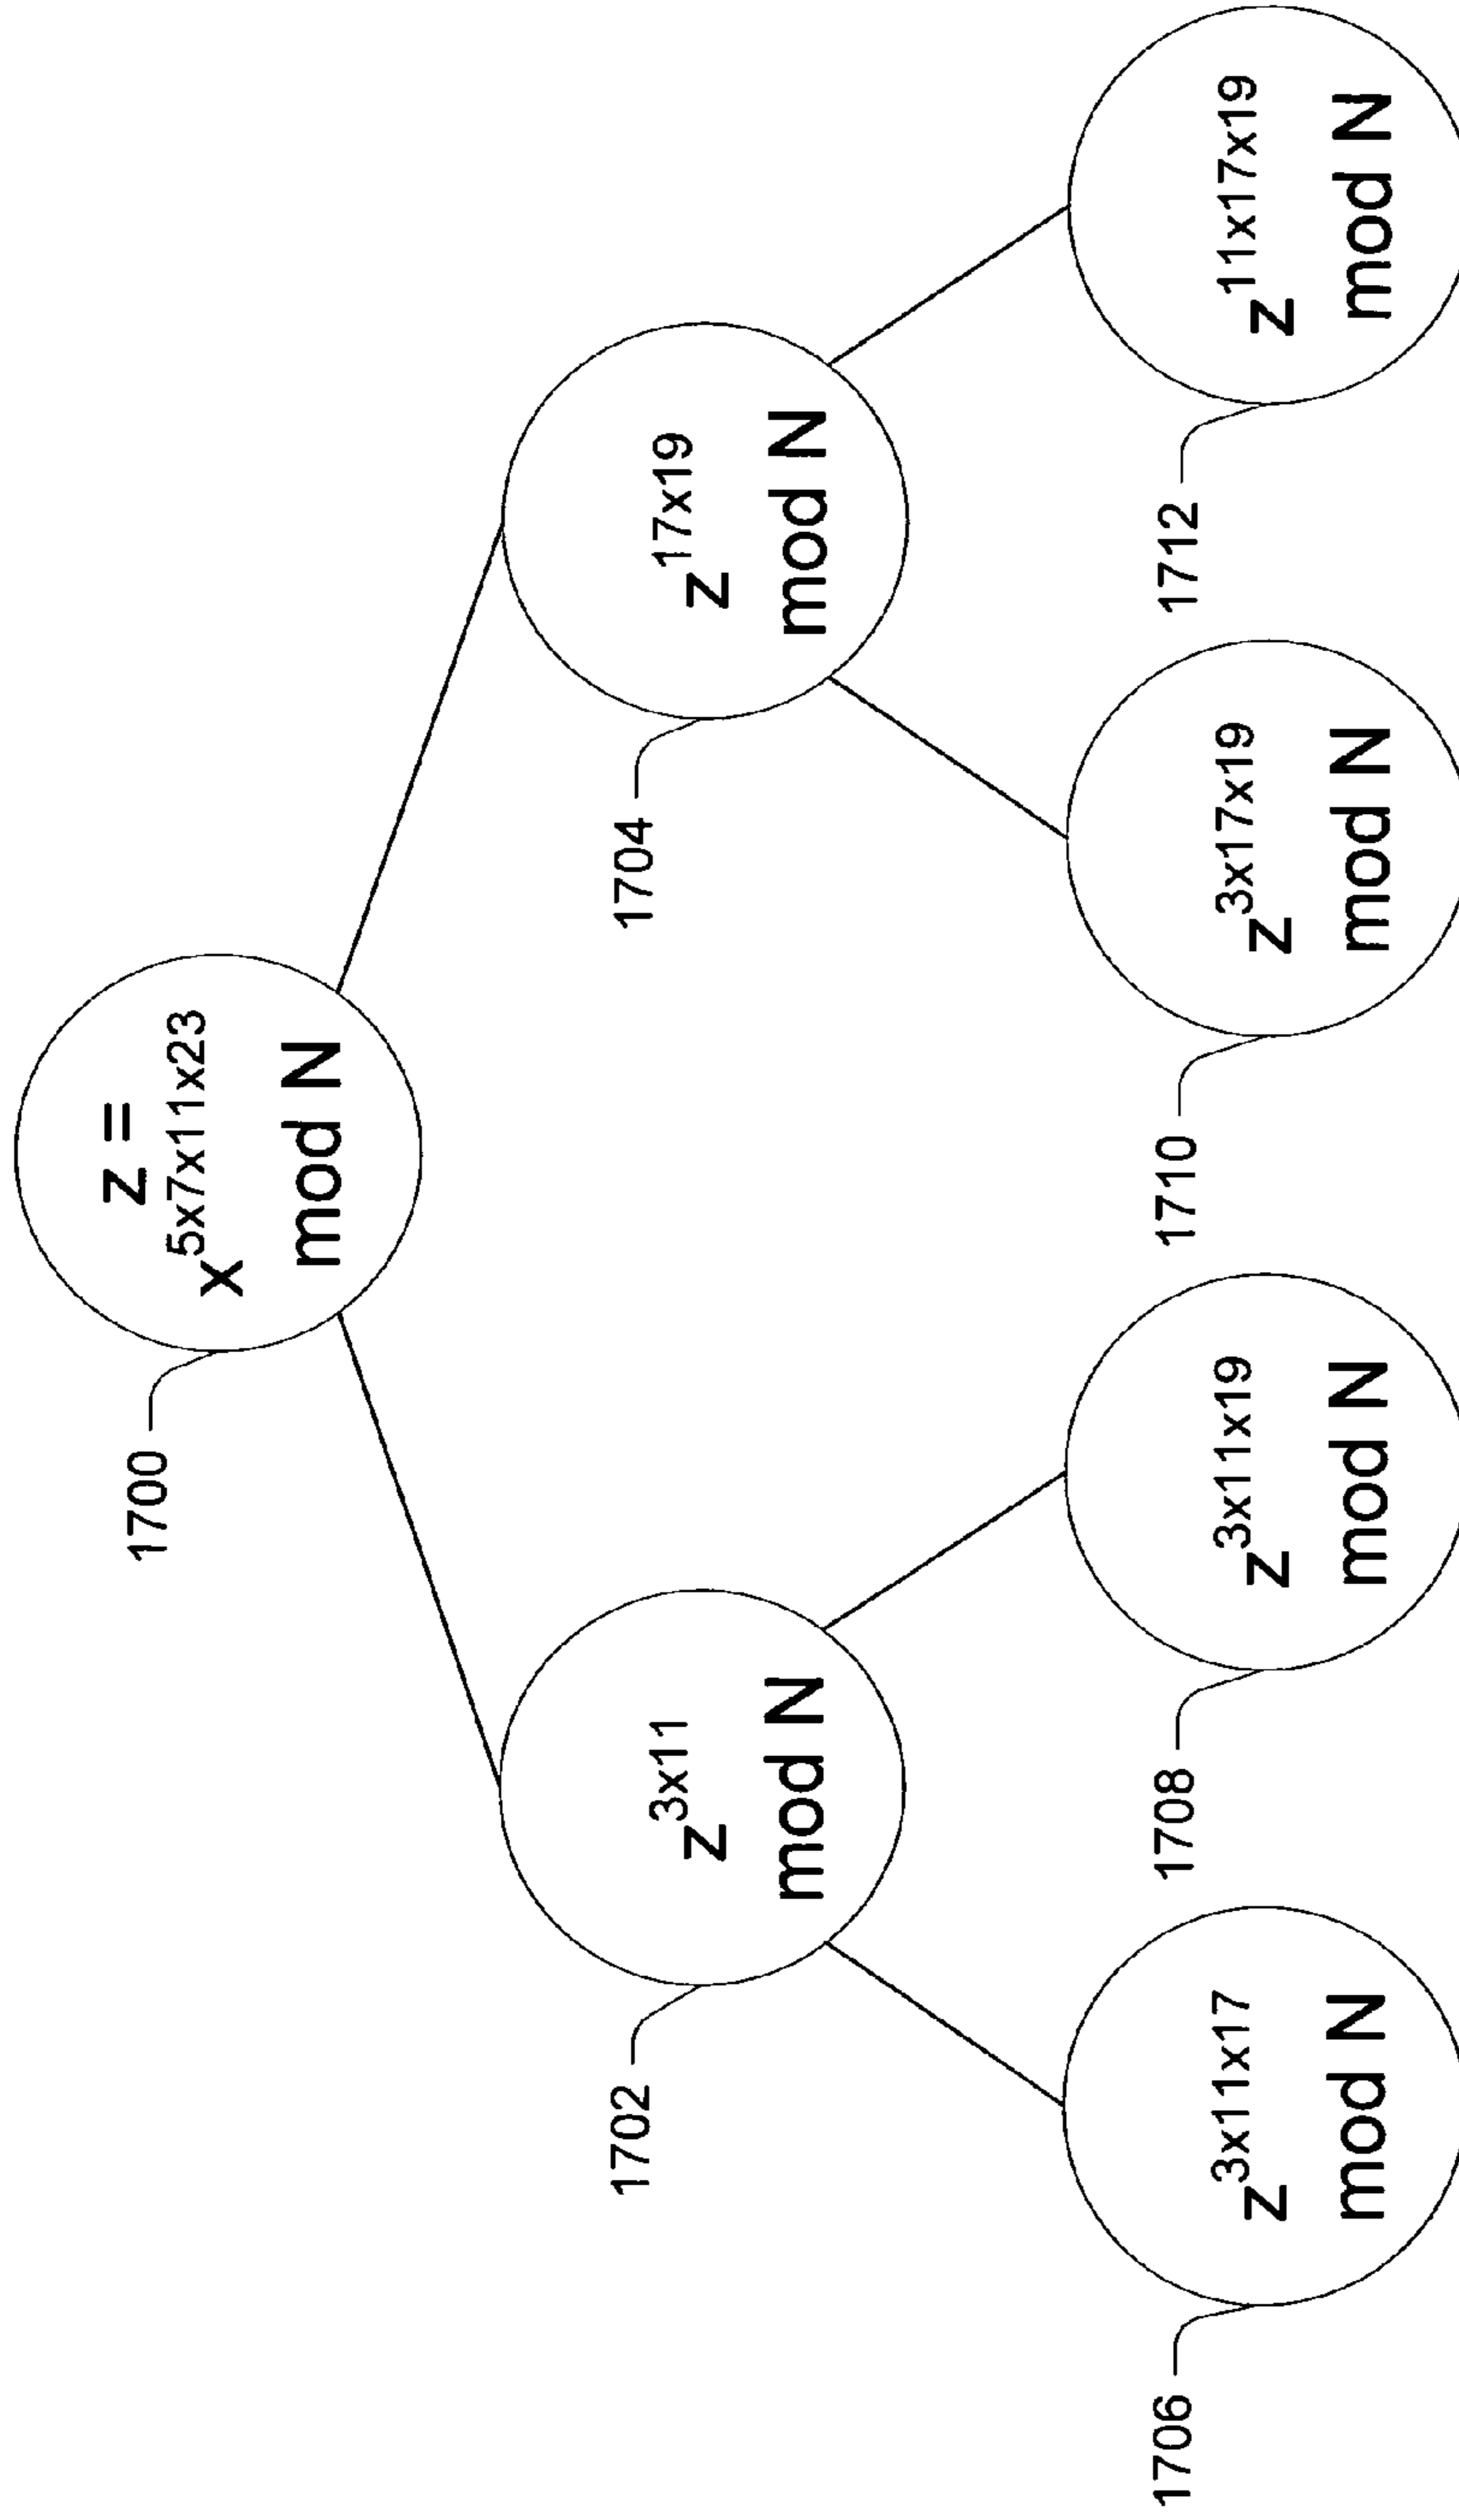 1700
z =
x^5x7x11x23
mod N
1702
z^3x11
mod N
1704
z^17x19
mod N
1706
z^3x11x17
mod N
1708
z^3x11x19
mod N
1710
z^3x17x19
mod N
1712
z^11x17x19
mod N